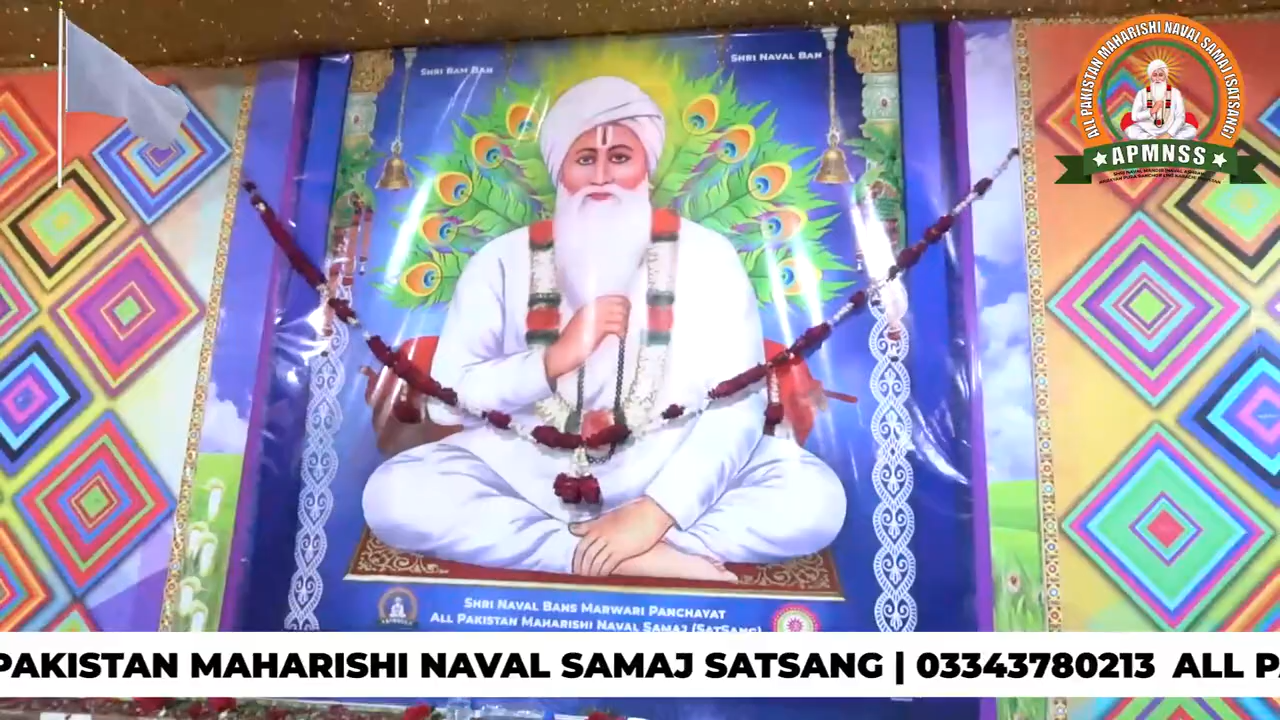 SHRI RAM BAN
SHRI NAVAL BAN
ALL PAKISTAN MAHARISHI NAVAL SAMAJ (SATSANG)
APMNSS
SHRI NAVAL BANS MARWARI PANCHAYAT
ALL PAKISTAN MAHARISHI NAVAL SAMAJ (SATSANG)
PAKISTAN MAHARISHI NAVAL SAMAJ SATSANG | 03343780213 ALL PA